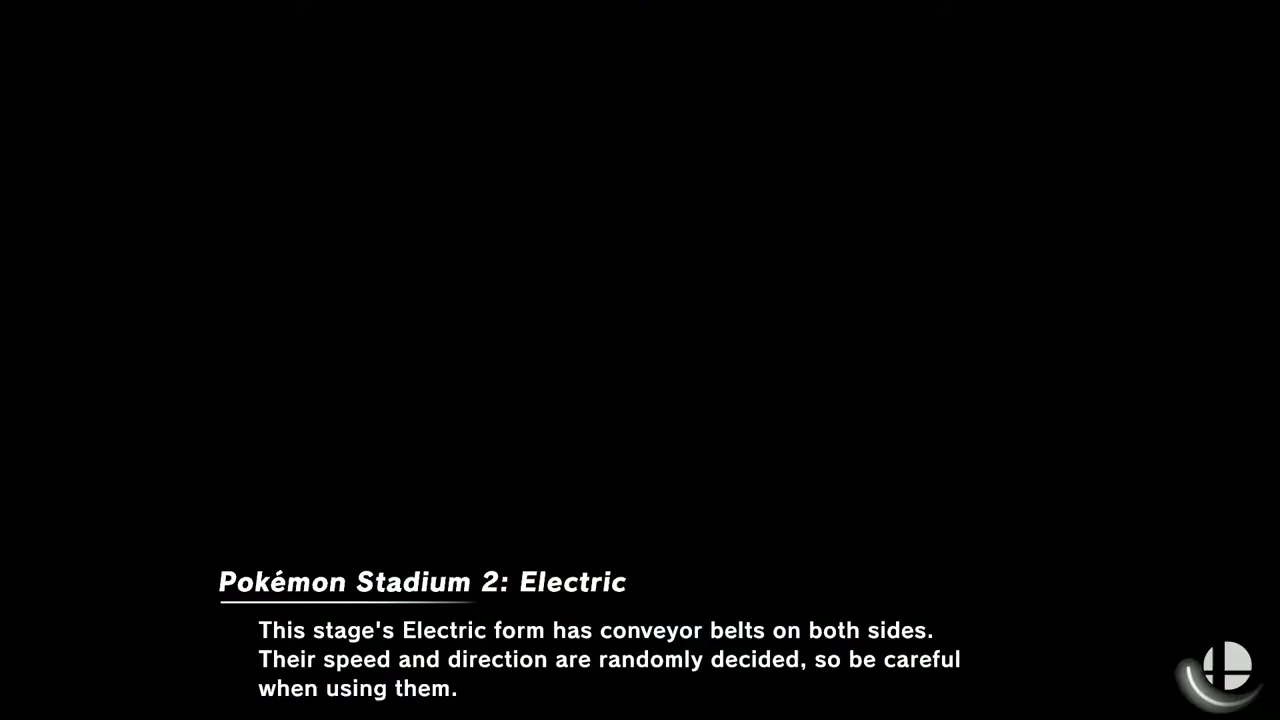 Pokémon Stadium 2: Electric
This stage's Electric form has conveyor belts on both sides.
Their speed and direction are randomly decided, so be careful
when using them.